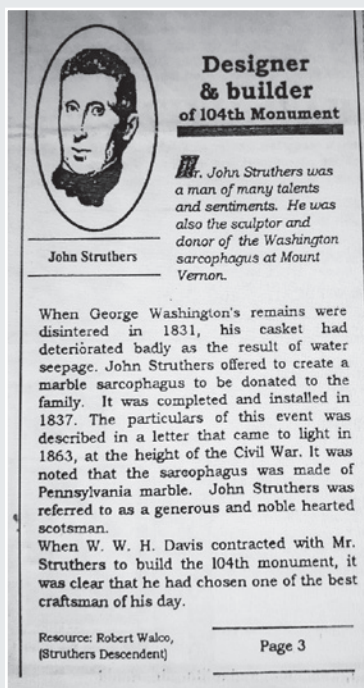 Designer
& builder
of 104th Monument
Mr. John Struthers was
a man of many talents
and sentiments. He was
also the sculptor and
donor of the Washington
sarcophagus at Mount
Vernon.
John Struthers
When George Washington's remains were
disintered in 1831, his casket had
deteriorated badly as the result of water
seepage. John Struthers offered to create a
marble sarcophagus to be donated to the
family. It was completed and installed in
1837. The particulars of this event was
described in a letter that came to light in
1863, at the height of the Civil War. It was
noted that the sarcophagus was made of
Pennsylvania marble. John Struthers was
referred to as a generous and noble hearted
scotsman.
When W. W. H. Davis contracted with Mr.
Struthers to build the 104th monument, it
was clear that he had chosen one of the best
craftsman of his day.
Resource: Robert Walco,
(Struthers Descendent)
Page 3